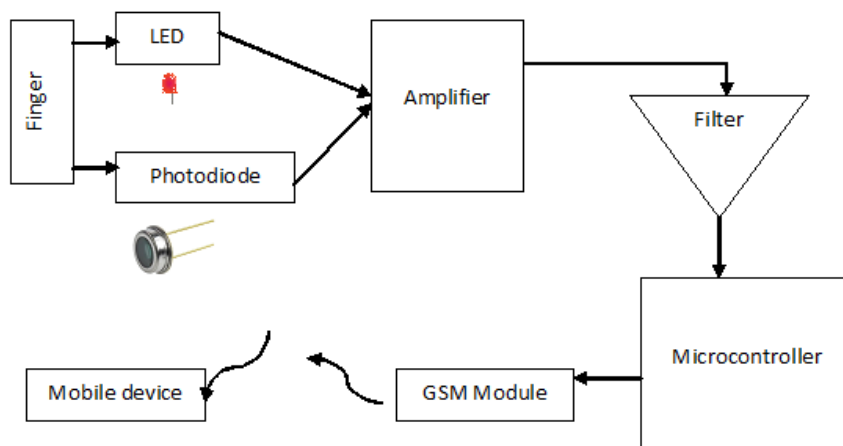 Finger
LED
Photodiode
Amplifier
Filter
Microcontroller
GSM Module
Mobile device